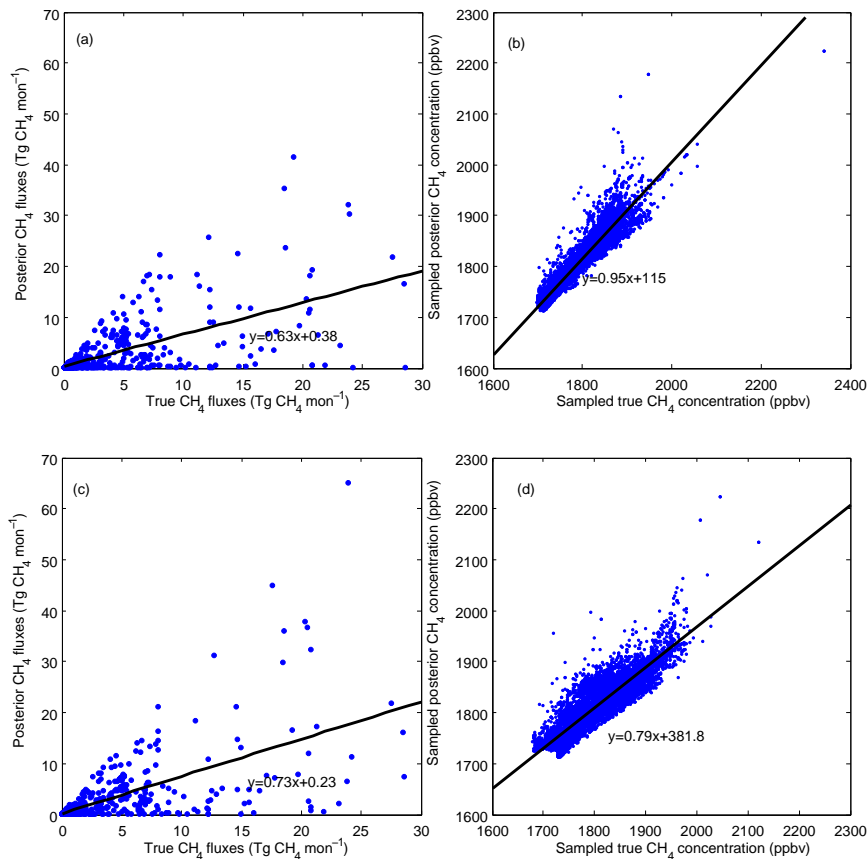 (a)
70
60
50
40
30
20
10
0
Posterior CH4 fluxes (Tg CH4 mon−1)
y=0.63x+0.38
0 5 10 15 20 25 30
True CH4 fluxes (Tg CH4 mon−1)
(b)
2300
2200
2100
2000
1900
1800
1700
1600
Sampled posterior CH4 concentration (ppbv)
y=0.95x+115
1600 1800 2000 2200 2400
Sampled true CH4 concentration (ppbv)
(c)
70
60
50
40
30
20
10
0
Posterior CH4 fluxes (Tg CH4 mon−1)
y=0.73x+0.23
0 5 10 15 20 25 30
True CH4 fluxes (Tg CH4 mon−1)
(d)
2300
2200
2100
2000
1900
1800
1700
1600
Sampled posterior CH4 concentration (ppbv)
y=0.79x+381.8
1600 1700 1800 1900 2000 2100 2200 2300
Sampled true CH4 concentration (ppbv)